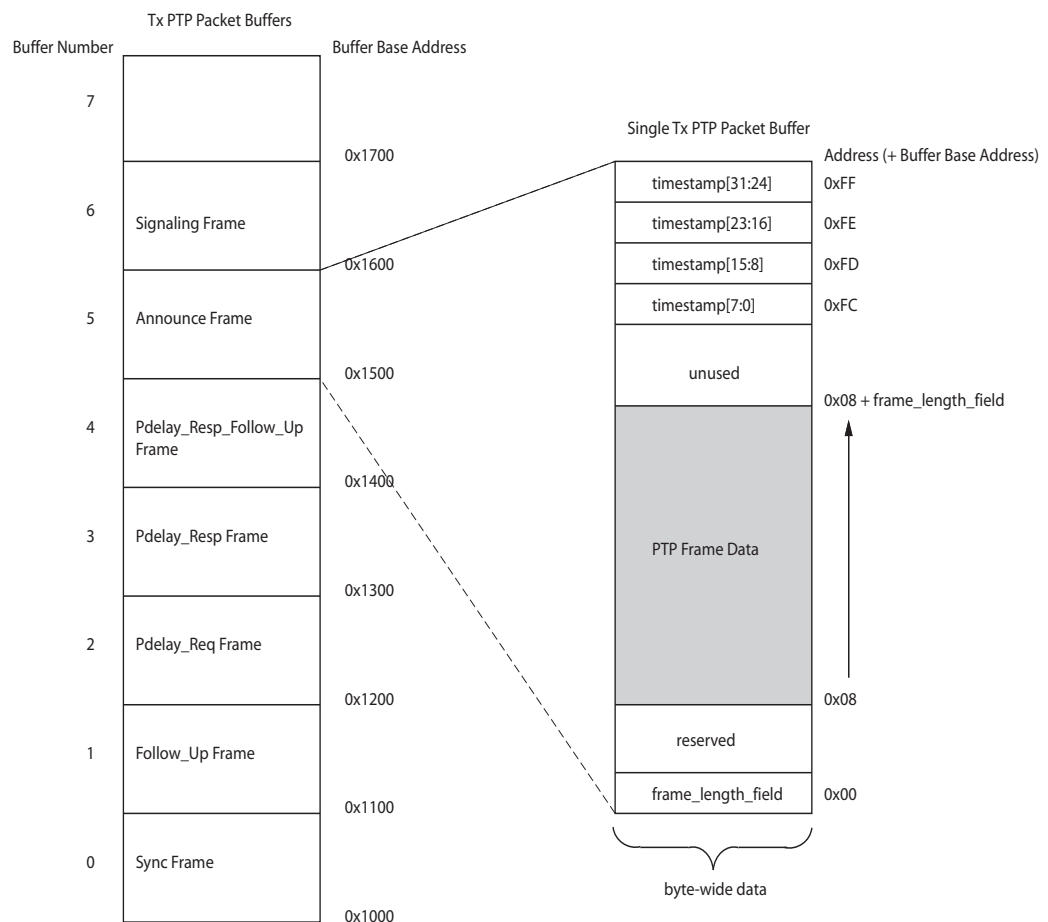 Tx PTP Packet Buffers
Buffer Number
Buffer Base Address
7
0x1700
6
Signaling Frame
0x1600
5
Announce Frame
0x1500
4
Pdelay_Resp_Follow_Up
Frame
0x1400
3
Pdelay_Resp Frame
0x1300
2
Pdelay_Req Frame
0x1200
1
Follow_Up Frame
0x1100
0
Sync Frame
0x1000
Single Tx PTP Packet Buffer
Address (+ Buffer Base Address)
timestamp[31:24]
0xFF
timestamp[23:16]
0xFE
timestamp[15:8]
0xFD
timestamp[7:0]
0xFC
unused
0x08 + frame_length_field
PTP Frame Data
0x08
reserved
frame_length_field
0x00
byte-wide data